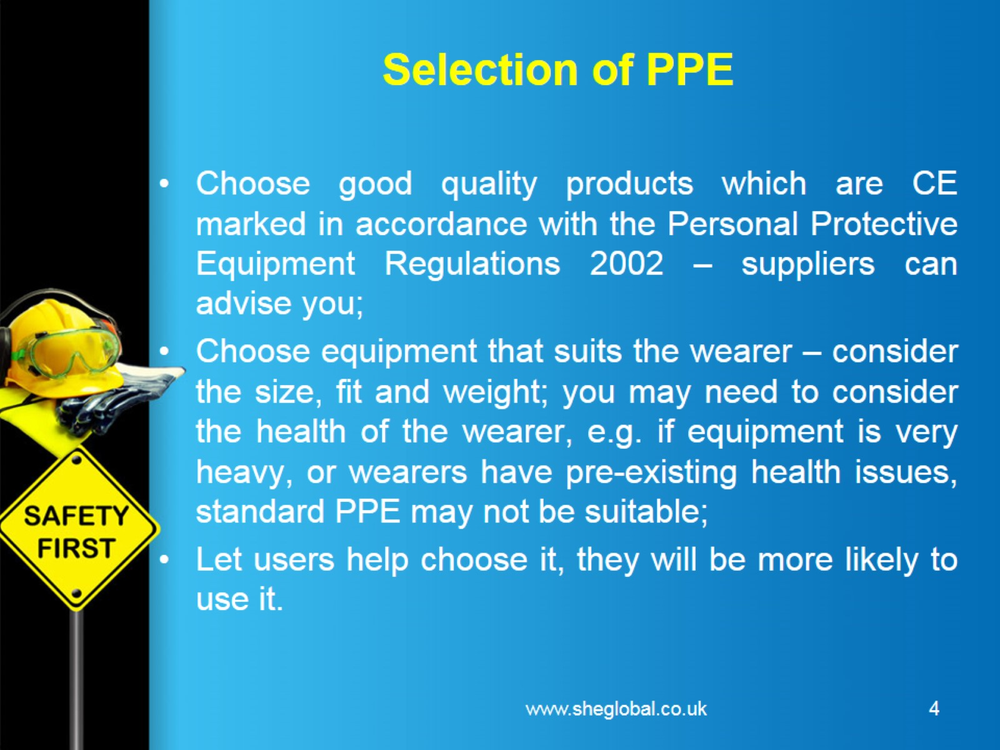 Selection of PPE
• Choose good quality products which are CE
marked in accordance with the Personal Protective
Equipment Regulations 2002 – suppliers can
advise you;
• Choose equipment that suits the wearer – consider
the size, fit and weight; you may need to consider
the health of the wearer, e.g. if equipment is very
heavy, or wearers have pre-existing health issues,
standard PPE may not be suitable;
• Let users help choose it, they will be more likely to
use it.
SAFETY
FIRST
www.sheglobal.co.uk
4